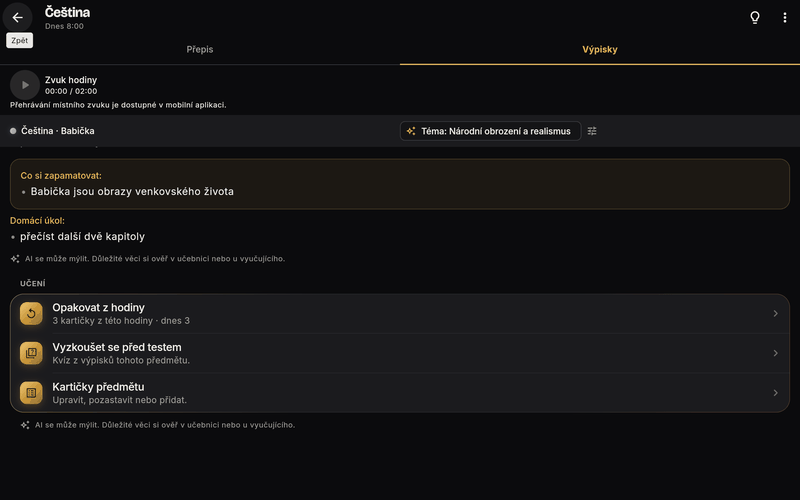 Čeština
Dnes 8:00
Zpět
Přepis
Výpisky
Zvuk hodiny
00:00 / 02:00
Přehrávání místního zvuku je dostupné v mobilní aplikaci.
Čeština · Babička
Téma: Národní obrození a realismus
Co si zapamatovat:
• Babička jsou obrazy venkovského života
Domácí úkol:
• přečíst další dvě kapitoly
AI se může mýlit. Důležité věci si ověř v učebnici nebo u vyučujícího.
UČENÍ
Opakovat z hodiny
3 kartičky z této hodiny · dnes 3
Vyzkoušet se před testem
Kvíz z výpisků tohoto předmětu.
Kartičky předmětu
Upravit, pozastavit nebo přidat.
AI se může mýlit. Důležité věci si ověř v učebnici nebo u vyučujícího.